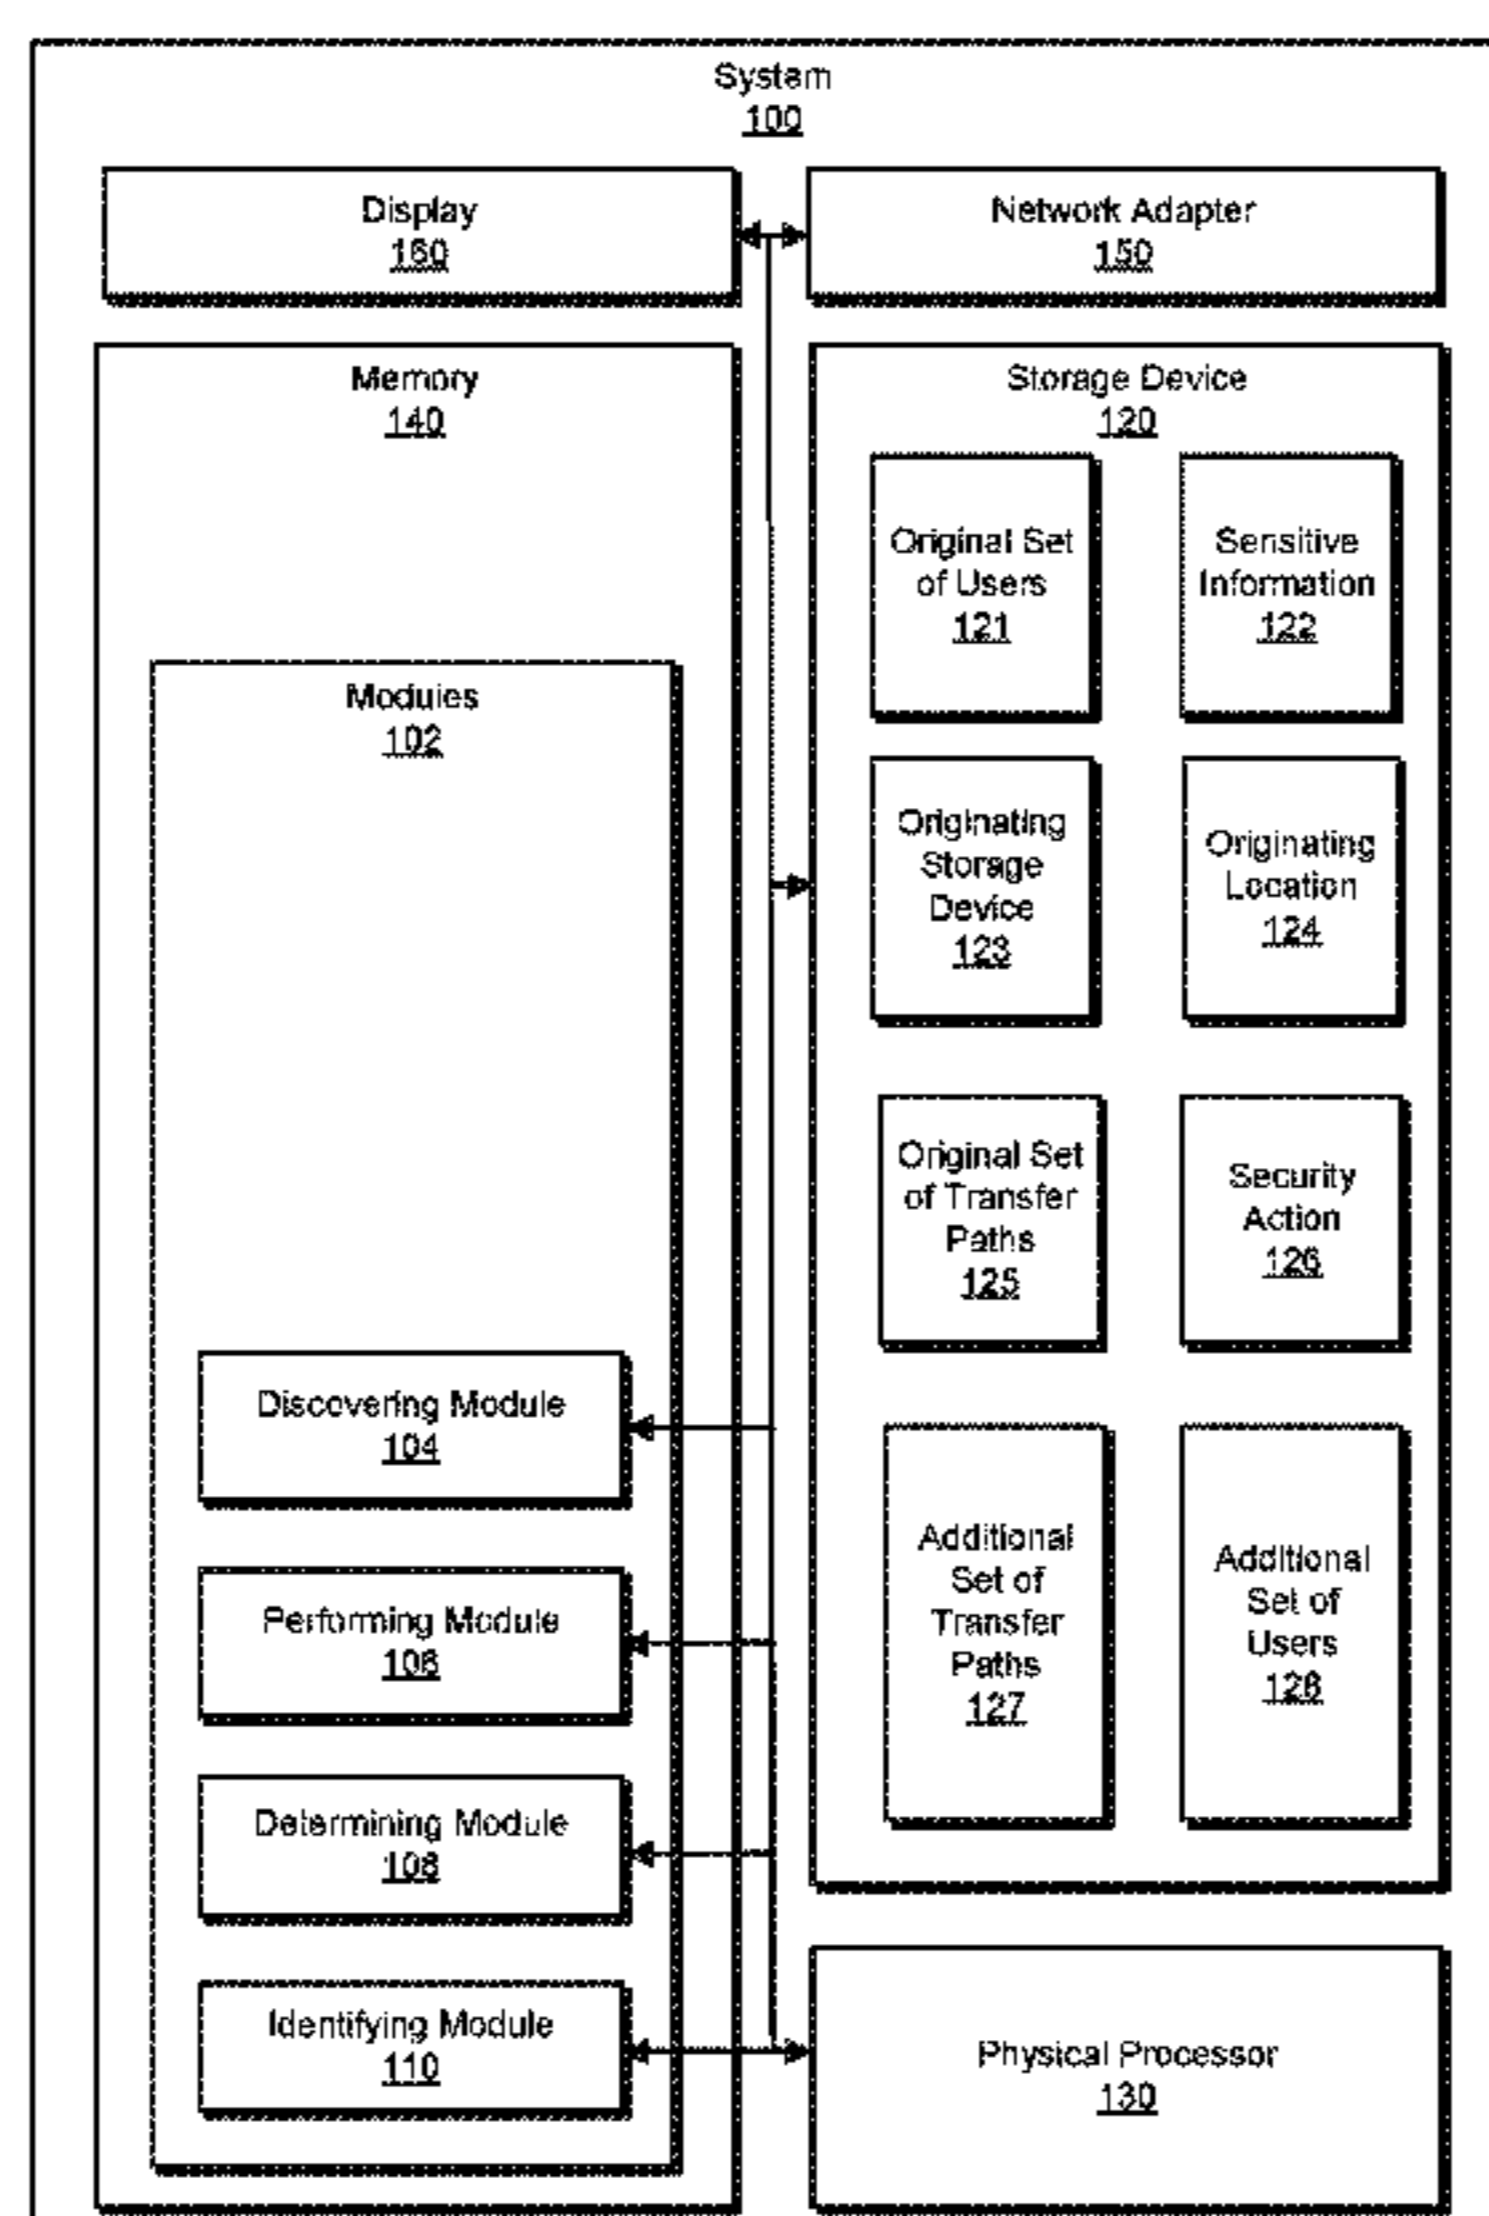 System
100
Display
160
Network Adapter
150
Memory
140
Modules
102
Discovering Module
104
Performing Module
106
Determining Module
108
Identifying Module
110
Storage Device
120
Original Set
of Users
121
Sensitive
Information
122
Originating
Storage
Device
123
Originating
Location
124
Original Set
of Transfer
Paths
125
Security
Action
126
Additional
Set of
Transfer
Paths
127
Additional
Set of
Users
128
Physical Processor
130